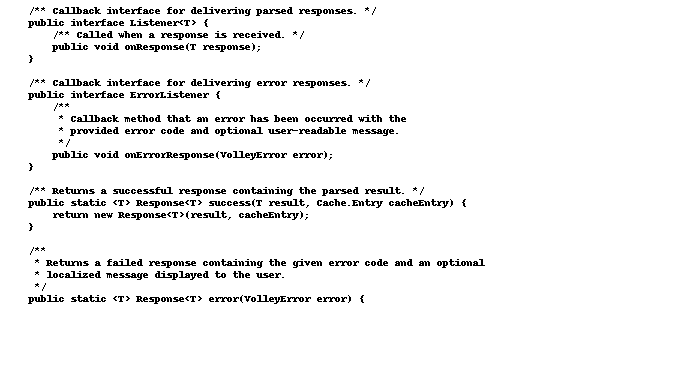 /** Callback interface for delivering parsed responses. */
public interface Listener<T> {
/** Called when a response is received. */
public void onResponse(T response);
}
/** Callback interface for delivering error responses. */
public interface ErrorListener {
/**
* Callback method that an error has been occurred with the
* provided error code and optional user-readable message.
*/
public void onErrorResponse(VolleyError error);
}
/** Returns a successful response containing the parsed result. */
public static <T> Response<T> success(T result, Cache.Entry cacheEntry) {
return new Response<T>(result, cacheEntry);
}
/**
* Returns a failed response containing the given error code and an optional
* localized message displayed to the user.
*/
public static <T> Response<T> error(VolleyError error) {